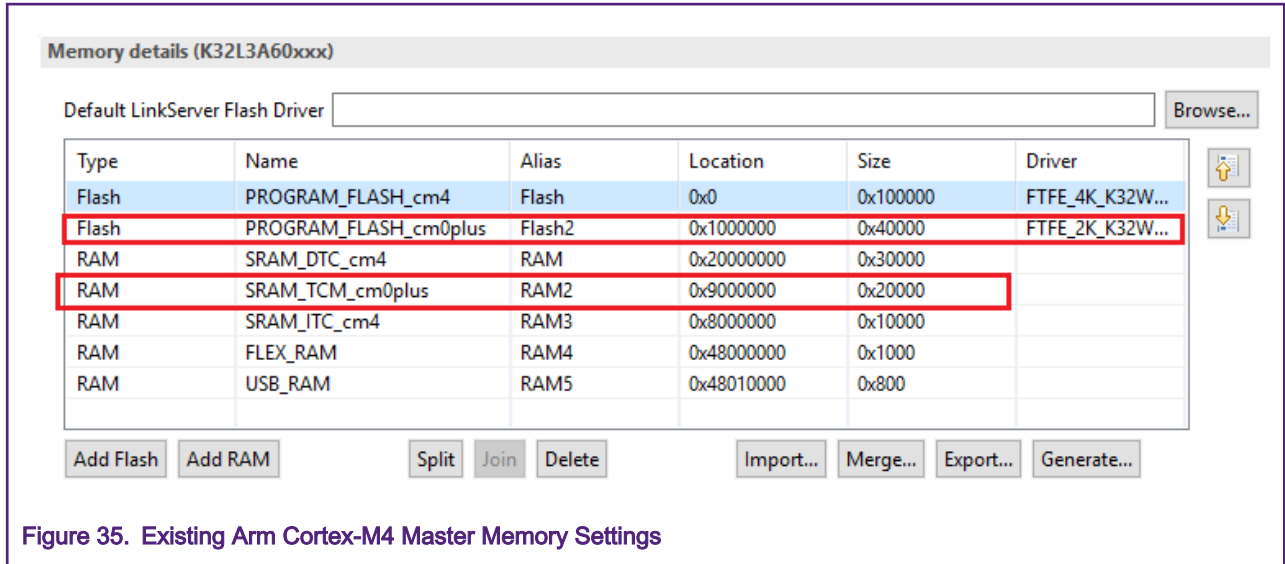 Memory details (K32L3A60xxx)
Default LinkServer Flash Driver Browse...
Type Name Alias Location Size Driver
Flash PROGRAM_FLASH_cm4 Flash 0x0 0x100000 FTFE_4K_K32W...
Flash PROGRAM_FLASH_cm0plus Flash2 0x1000000 0x40000 FTFE_2K_K32W...
RAM SRAM_DTC_cm4 RAM 0x20000000 0x30000
RAM SRAM_TCM_cm0plus RAM2 0x9000000 0x20000
RAM SRAM_ITC_cm4 RAM3 0x8000000 0x10000
RAM FLEX_RAM RAM4 0x48000000 0x1000
RAM USB_RAM RAM5 0x48010000 0x800
Add Flash Add RAM Split Join Delete Import... Merge... Export... Generate...
Figure 35. Existing Arm Cortex-M4 Master Memory Settings